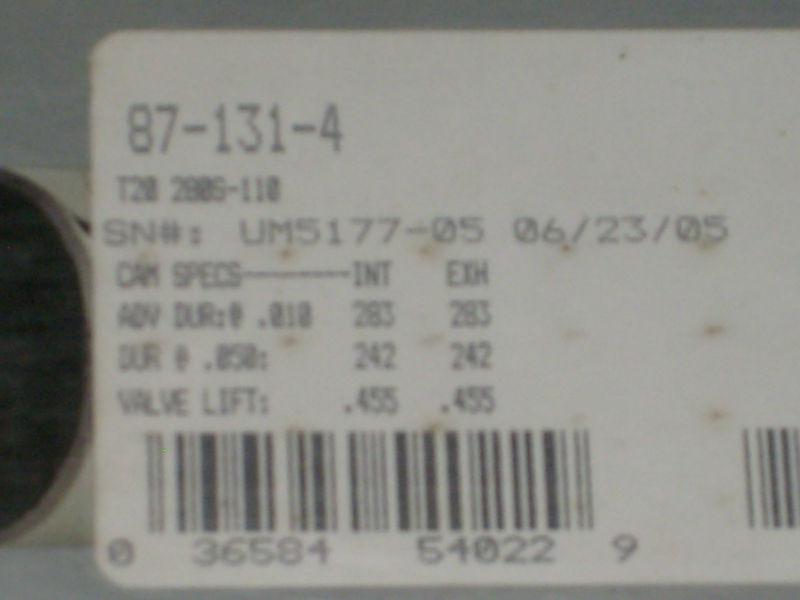 87-131-4
T20 280S-110
SN#: UM5177-05 06/23/05
CAM SPECS--------INT EXH
ADV DUR:@ .010 283 283
DUR @ .050: 242 242
VALVE LIFT: .455 .455
0 36584 54022 9